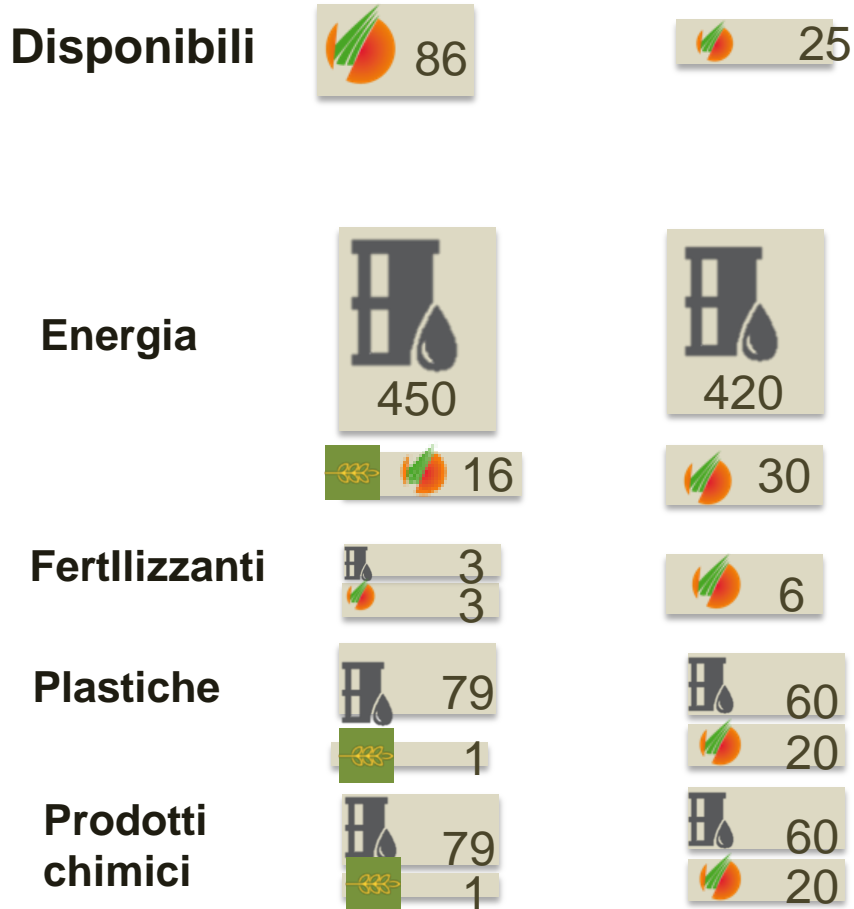 Disponibili 86 25
Energia 450 420
16 30
FertIlizzanti 3 6
3
Plastiche 79 60
1 20
Prodotti chimici 79 60
1 20